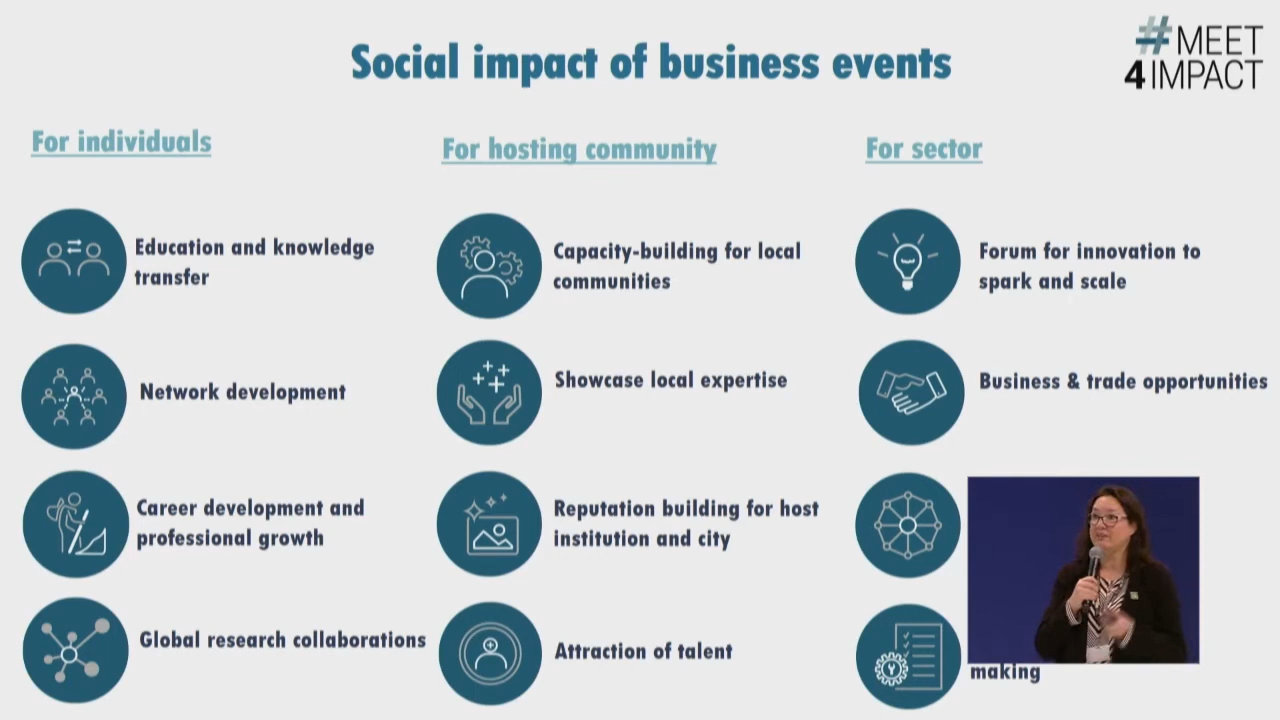 Social impact of business events
#MEET
4IMPACT
For individuals
Education and knowledge
transfer
Network development
Career development and
professional growth
Global research collaborations
For hosting community
Capacity-building for local
communities
Showcase local expertise
Reputation building for host
institution and city
Attraction of talent
For sector
Forum for innovation to
spark and scale
Business & trade opportunities
making